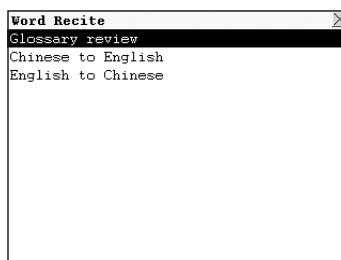 Word Recite
Glossary review
Chinese to English
English to Chinese